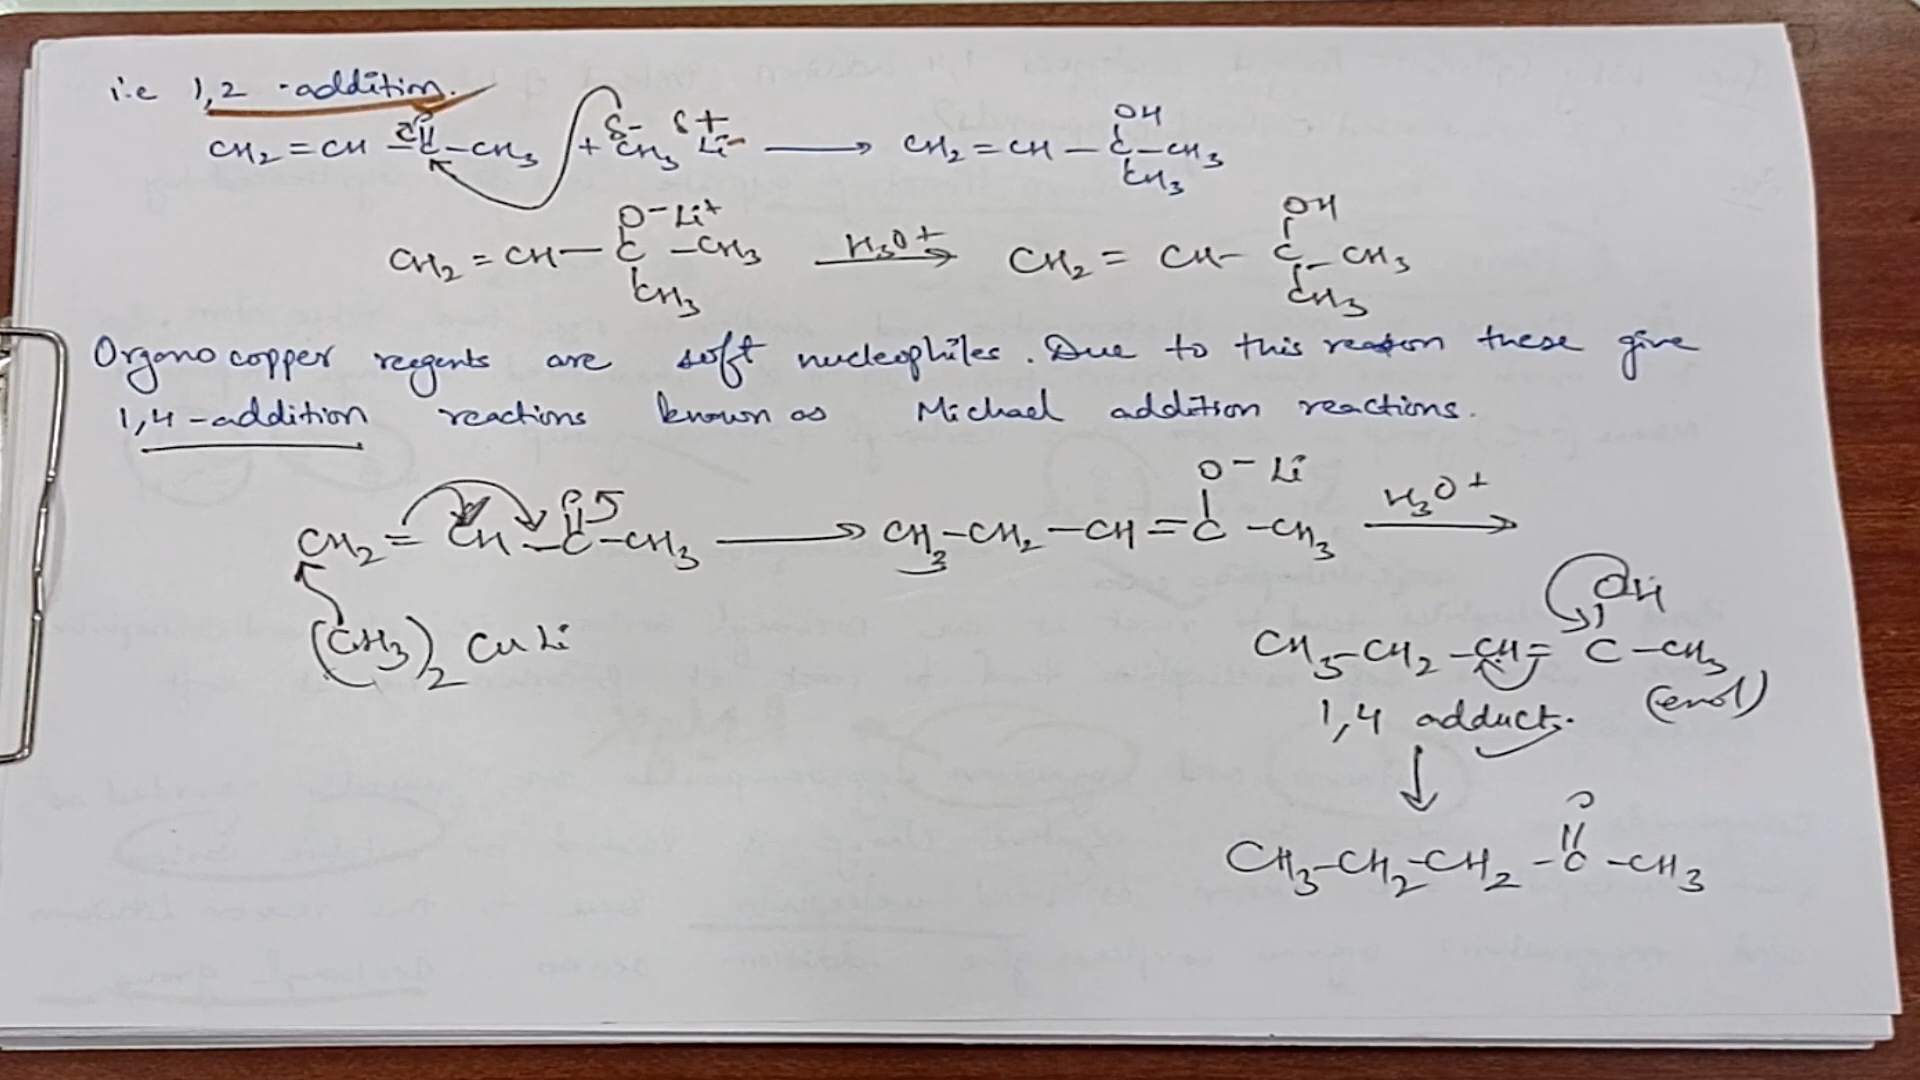 i.e 1,2-addition.
CH₂=CH-C(=O)-CH₃ + CH₃^δ- Li^δ+ → CH₂=CH-C(OH)(CH₃)-CH₃
CH₂=CH-C(O⁻Li⁺)(CH₃)-CH₃ H₃O⁺→ CH₂=CH-C(OH)(CH₃)-CH₃
Organo copper reagents are soft nucleophiles. Due to this reason these give
1,4-addition reactions known as Michael addition reactions.
CH₂=CH-C(=O)-CH₃ → CH₃-CH₂-CH=C(O⁻Li)-CH₃ H₃O⁺→
(CH₃)₂CuLi
CH₃-CH₂-CH=C(OH)-CH₃
(enol)
1,4 adduct.
↓
CH₃-CH₂-CH₂-C(=O)-CH₃